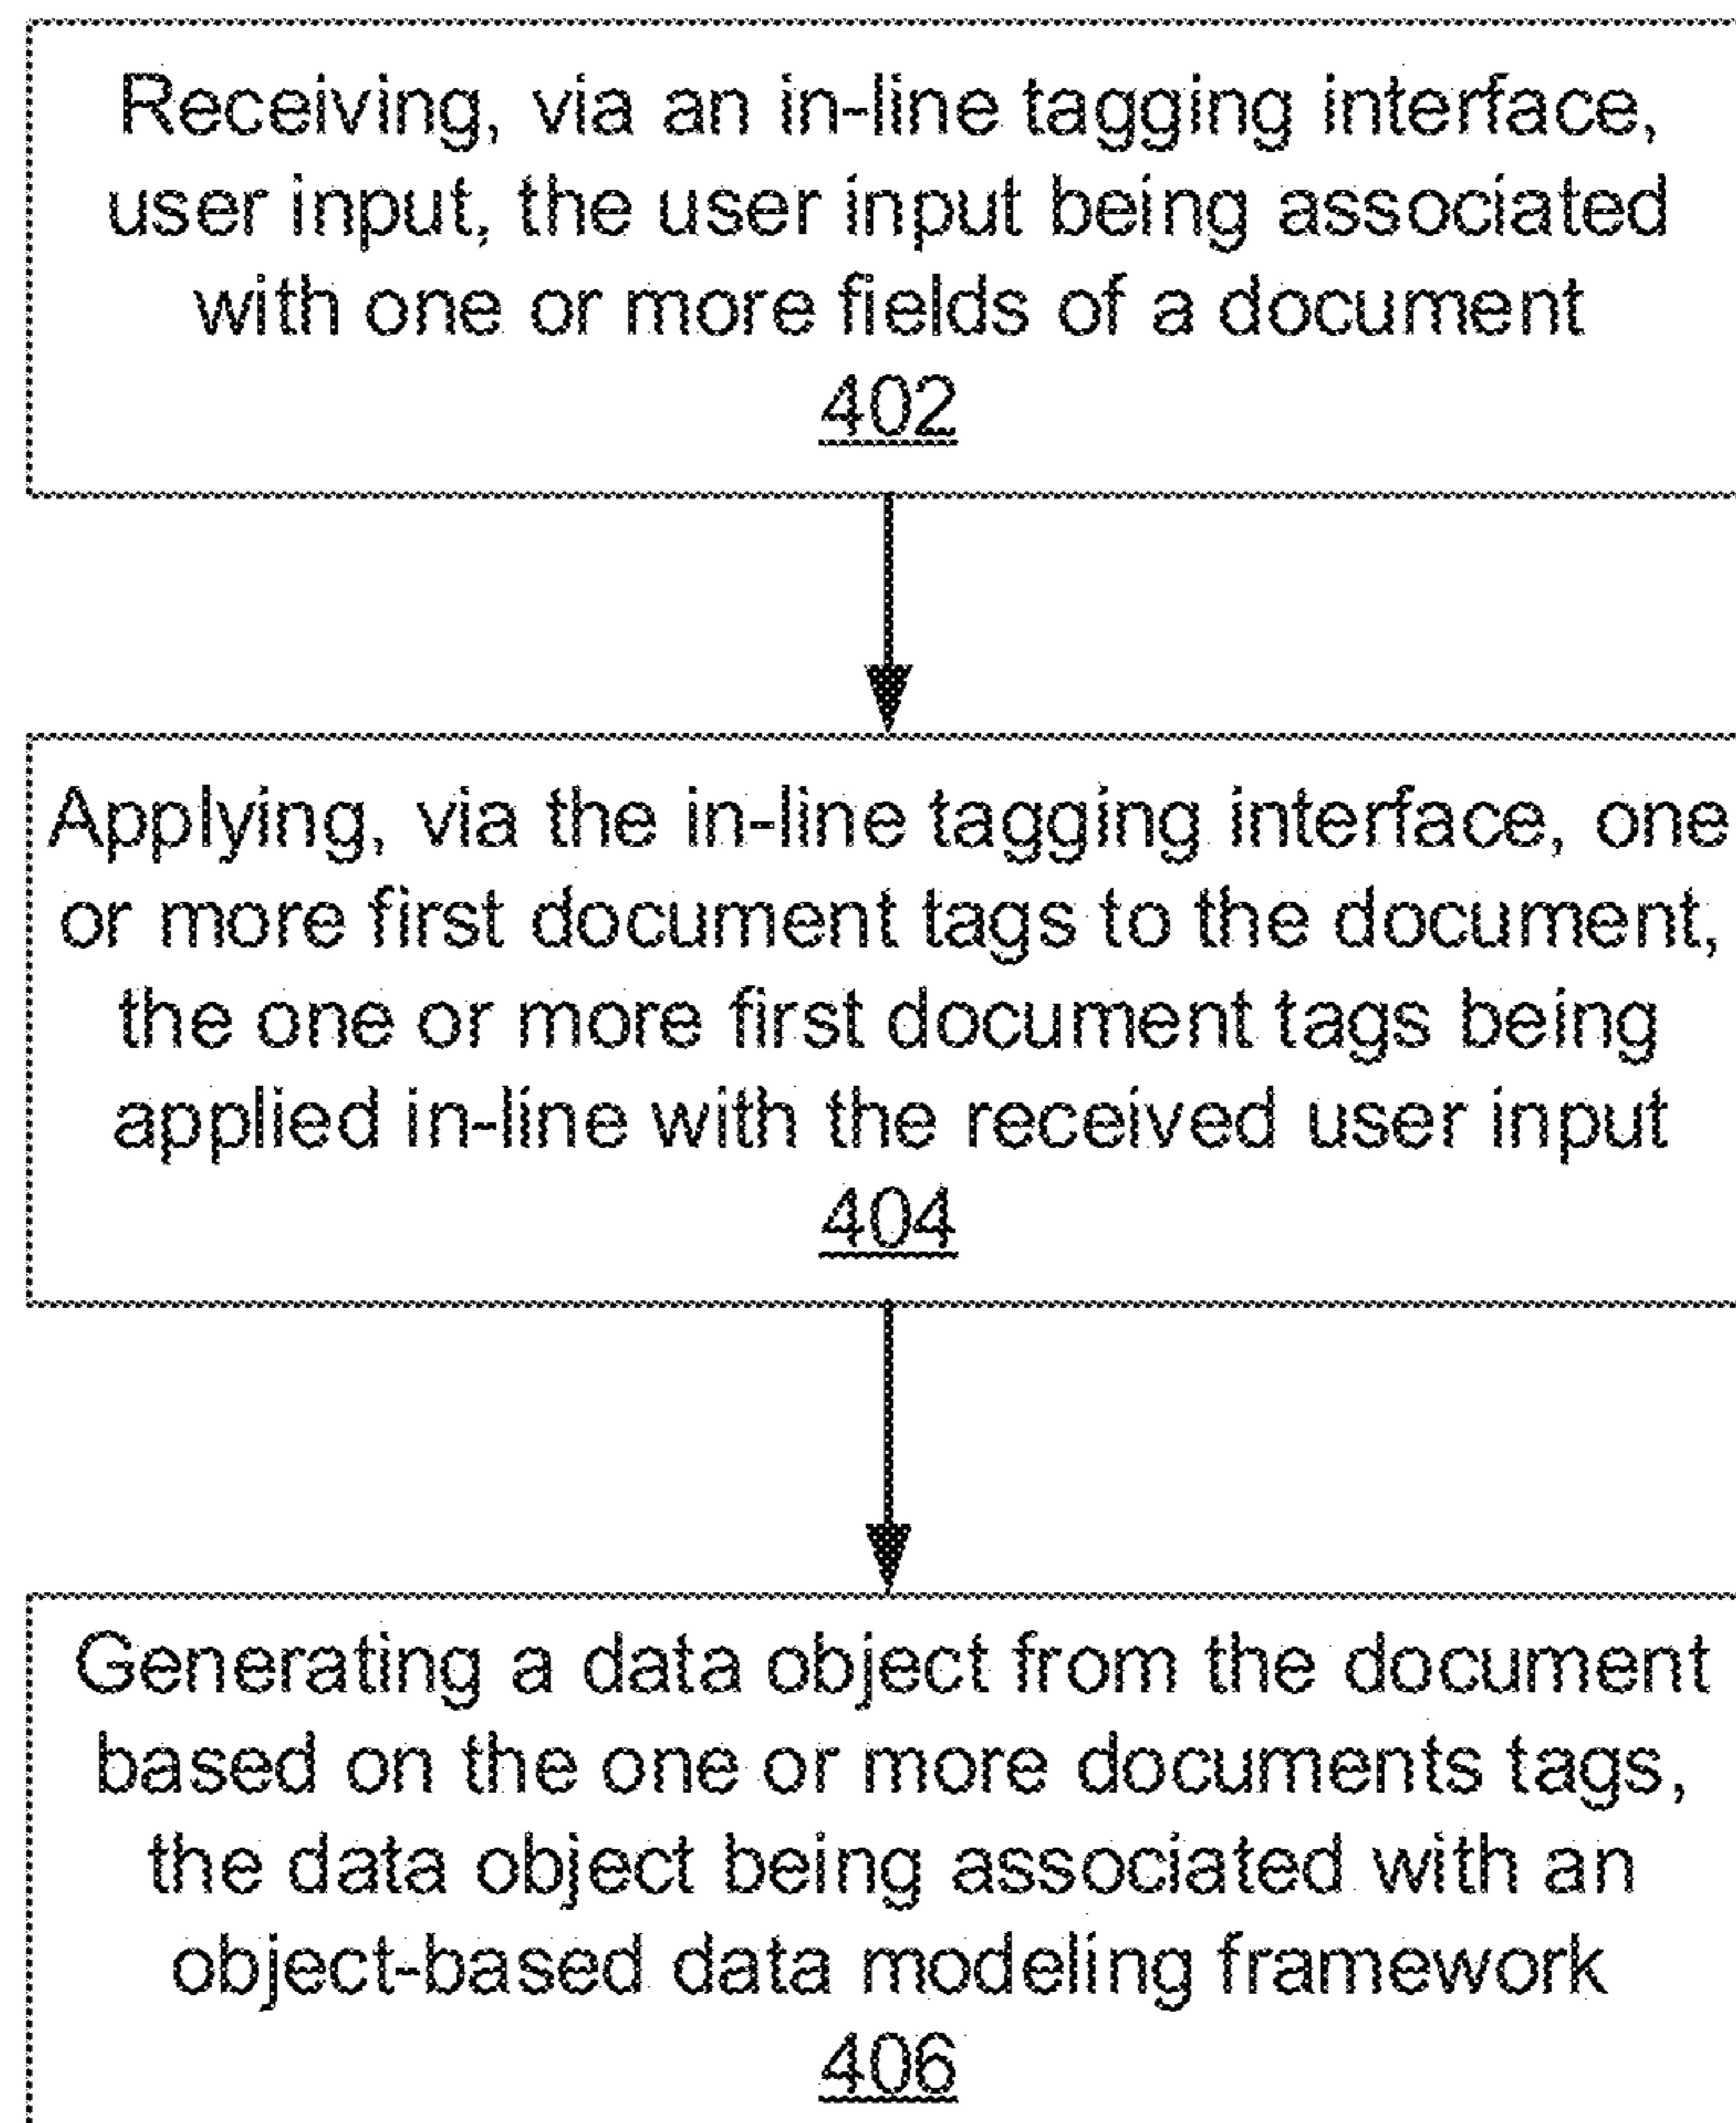 Receiving, via an in-line tagging interface,
user input, the user input being associated
with one or more fields of a document
402
Applying, via the in-line tagging interface, one
or more first document tags to the document,
the one or more first document tags being
applied in-line with the received user input
404
Generating a data object from the document
based on the one or more documents tags,
the data object being associated with an
object-based data modeling framework
406